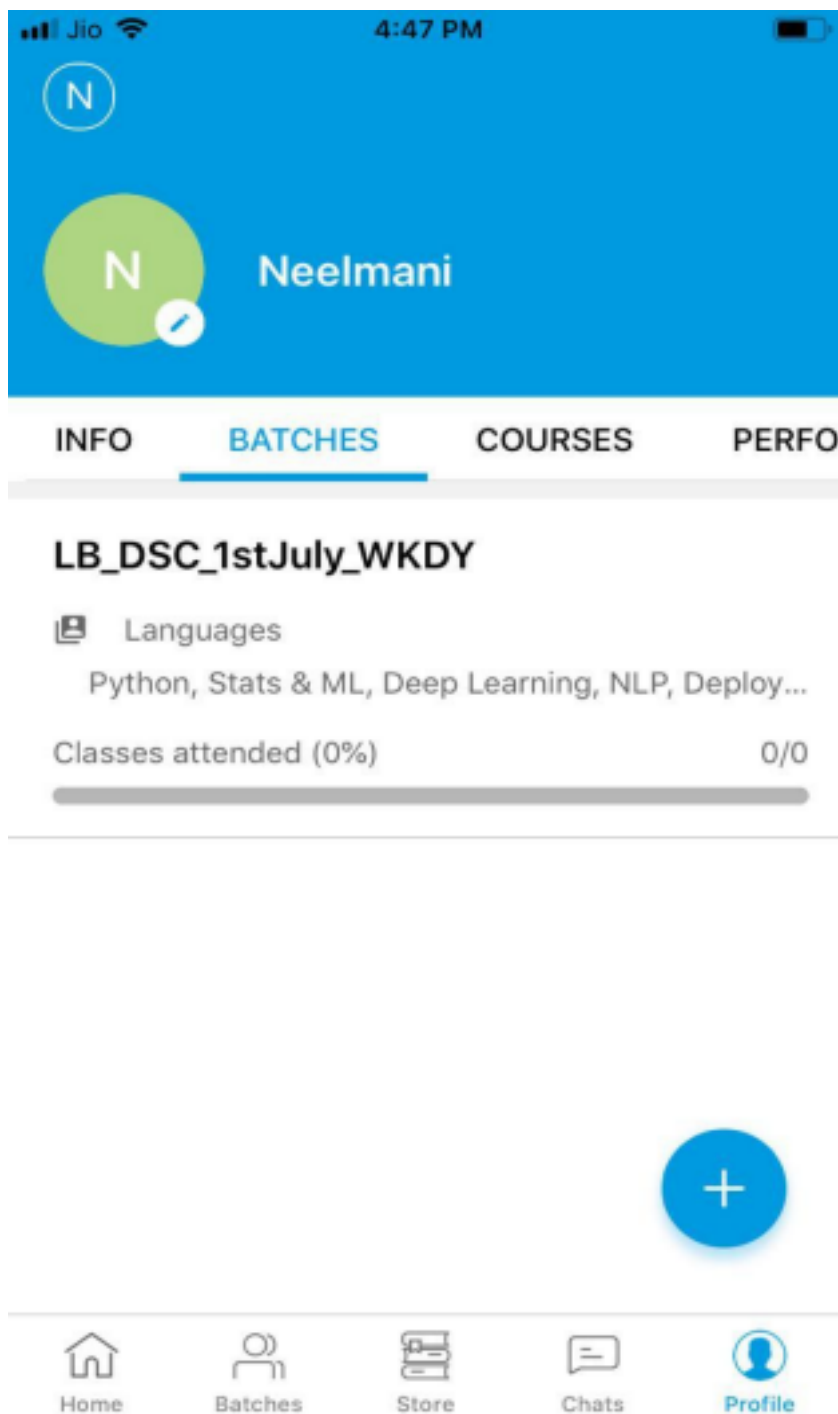 Jio 4:47 PM
N
N Neelmani
INFO BATCHES COURSES PERFO
LB_DSC_1stJuly_WKDY
Languages
Python, Stats & ML, Deep Learning, NLP, Deploy...
Classes attended (0%) 0/0
+
Home Batches Store Chats Profile